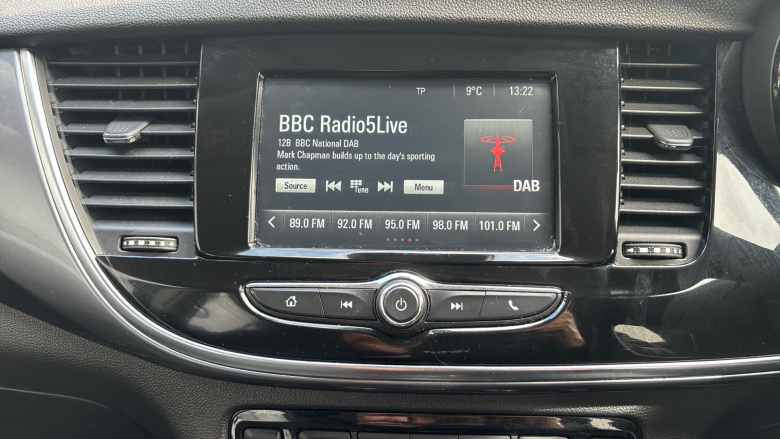 TP 9°C 13:22
BBC Radio5Live
12B BBC National DAB
Mark Chapman builds up to the day's sporting
action.
DAB
Source Tune Menu
89.0 FM 92.0 FM 95.0 FM 98.0 FM 101.0 FM